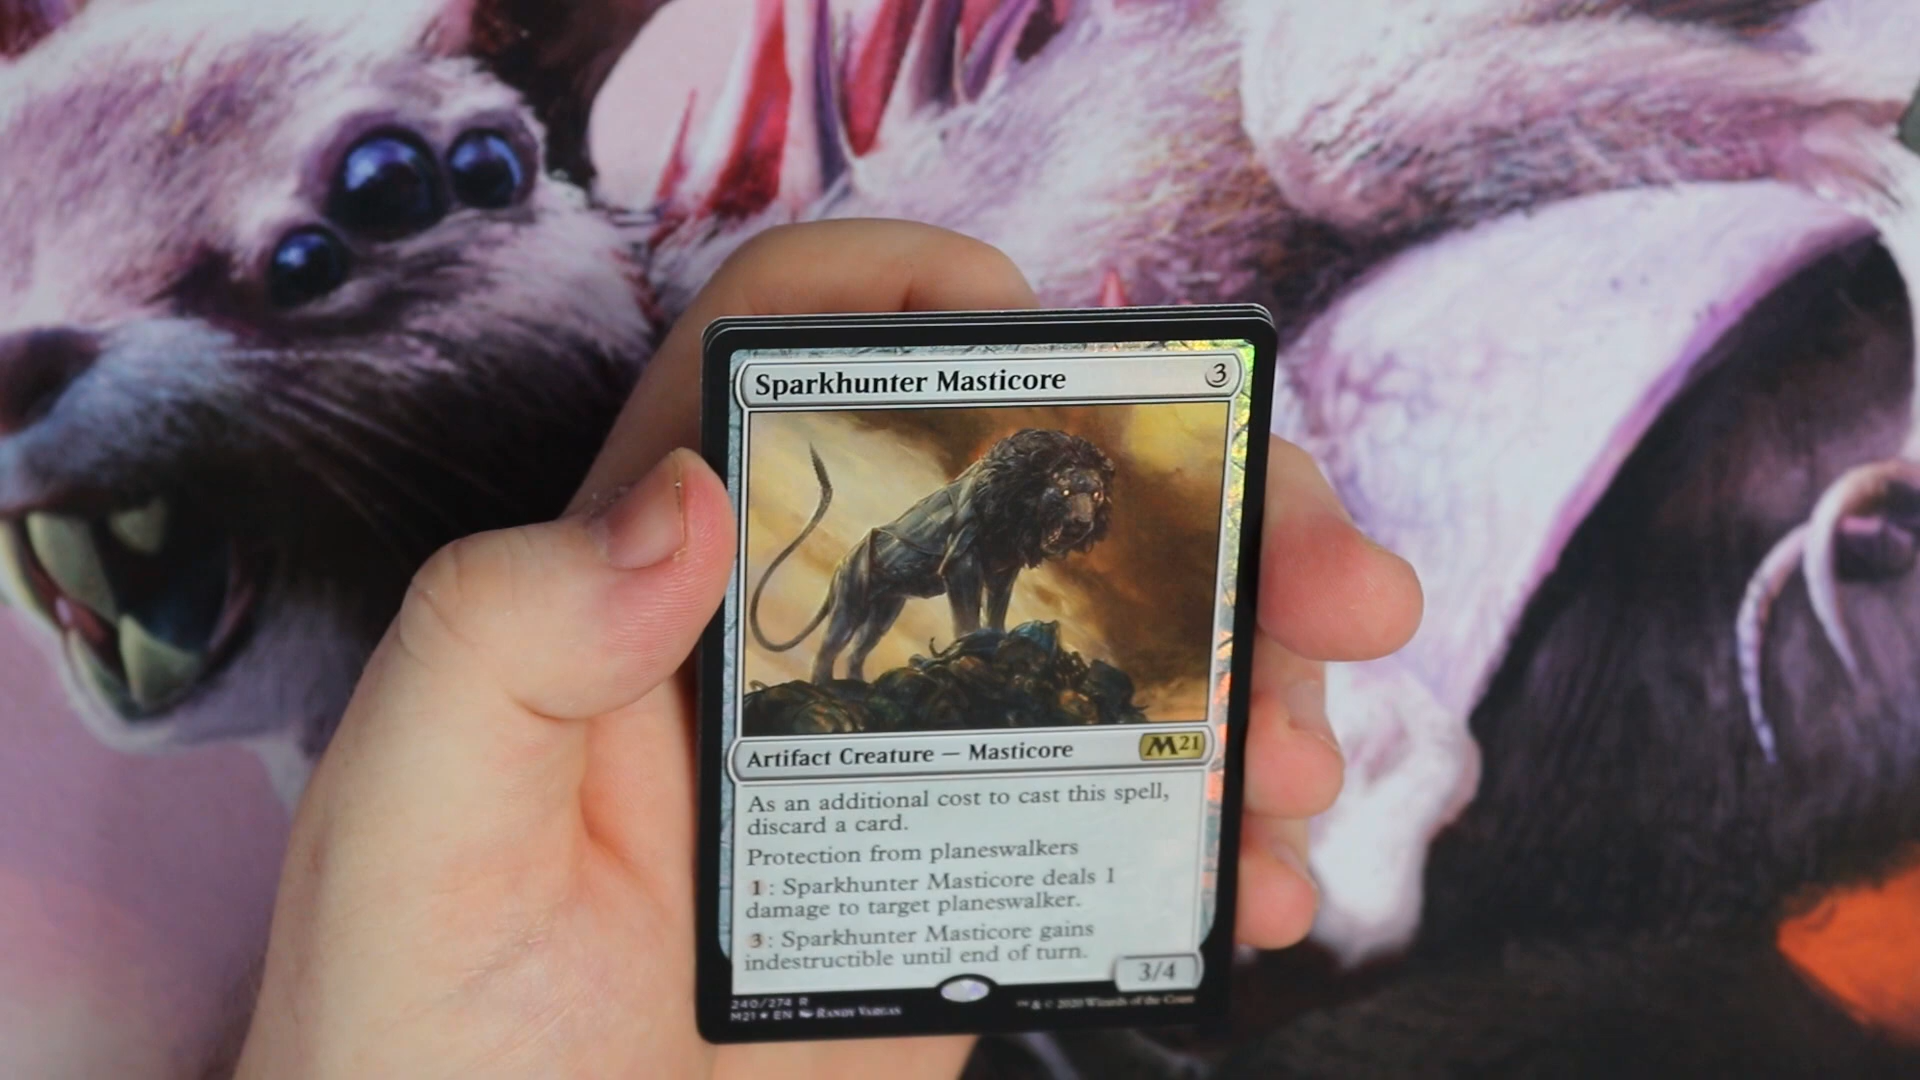 Sparkhunter Masticore 3
Artifact Creature — Masticore M21
As an additional cost to cast this spell,
discard a card.
Protection from planeswalkers
1: Sparkhunter Masticore deals 1
damage to target planeswalker.
3: Sparkhunter Masticore gains
indestructible until end of turn.
3/4
240/274 R
M21 ★ EN Randy Vargas
™ & © 2020 Wizards of the Coast